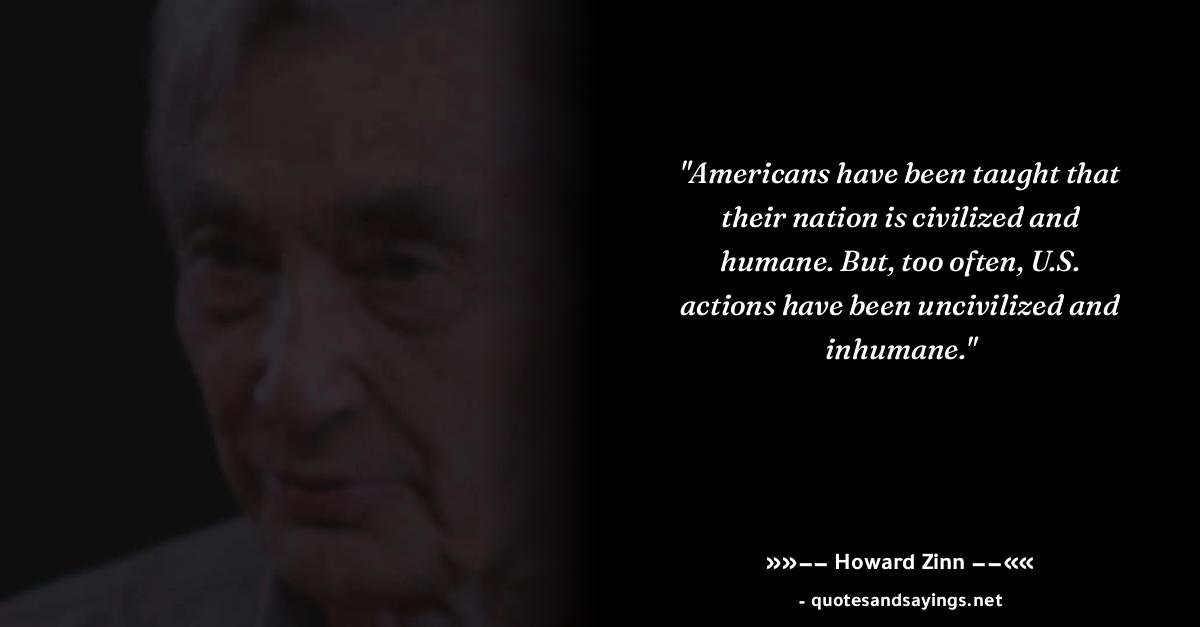 "Americans have been taught that
their nation is civilized and
humane. But, too often, U.S.
actions have been uncivilized and
inhumane."
»»−− Howard Zinn −−««
- quotesandsayings.net